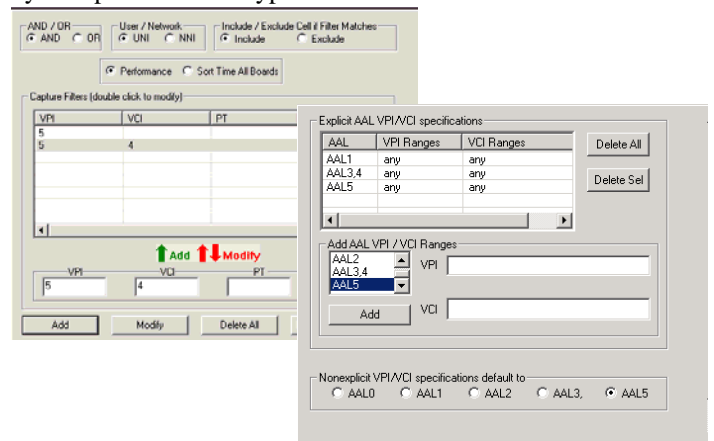 AND / OR User / Network Include / Exclude Cell if Filter Matches
AND OR UNI NNI Include Exclude
Performance Sort Time All Boards
Capture Filters (double click to modify)
VPI VCI PT
5
5 4
Add Modify
VPI VCI PT
5 4
Add Modify Delete All
Explicit AAL VPI/VCI specifications
AAL VPI Ranges VCI Ranges Delete All
AAL1 any any
AAL3,4 any any Delete Sel
AAL5 any any
Add AAL VPI / VCI Ranges
AAL2 VPI
AAL3,4
AAL5
Add VCI
Nonexplicit VPI/VCI specifications default to
AAL0 AAL1 AAL2 AAL3, AAL5